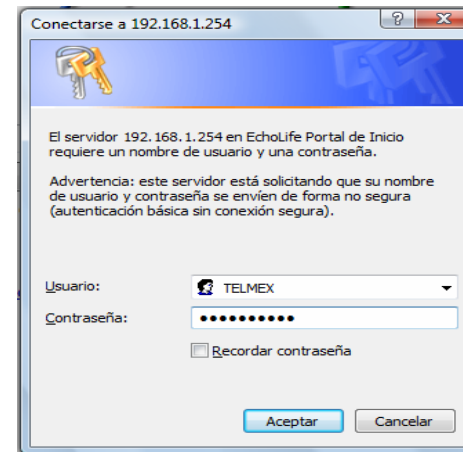 Conectarse a 192.168.1.254
El servidor 192.168.1.254 en EchoLife Portal de Inicio
requiere un nombre de usuario y una contraseña.
Advertencia: este servidor está solicitando que su nombre
de usuario y contraseña se envíen de forma no segura
(autenticación básica sin conexión segura).
Usuario: TELMEX
Contraseña: ••••••••••
Recordar contraseña
Aceptar Cancelar